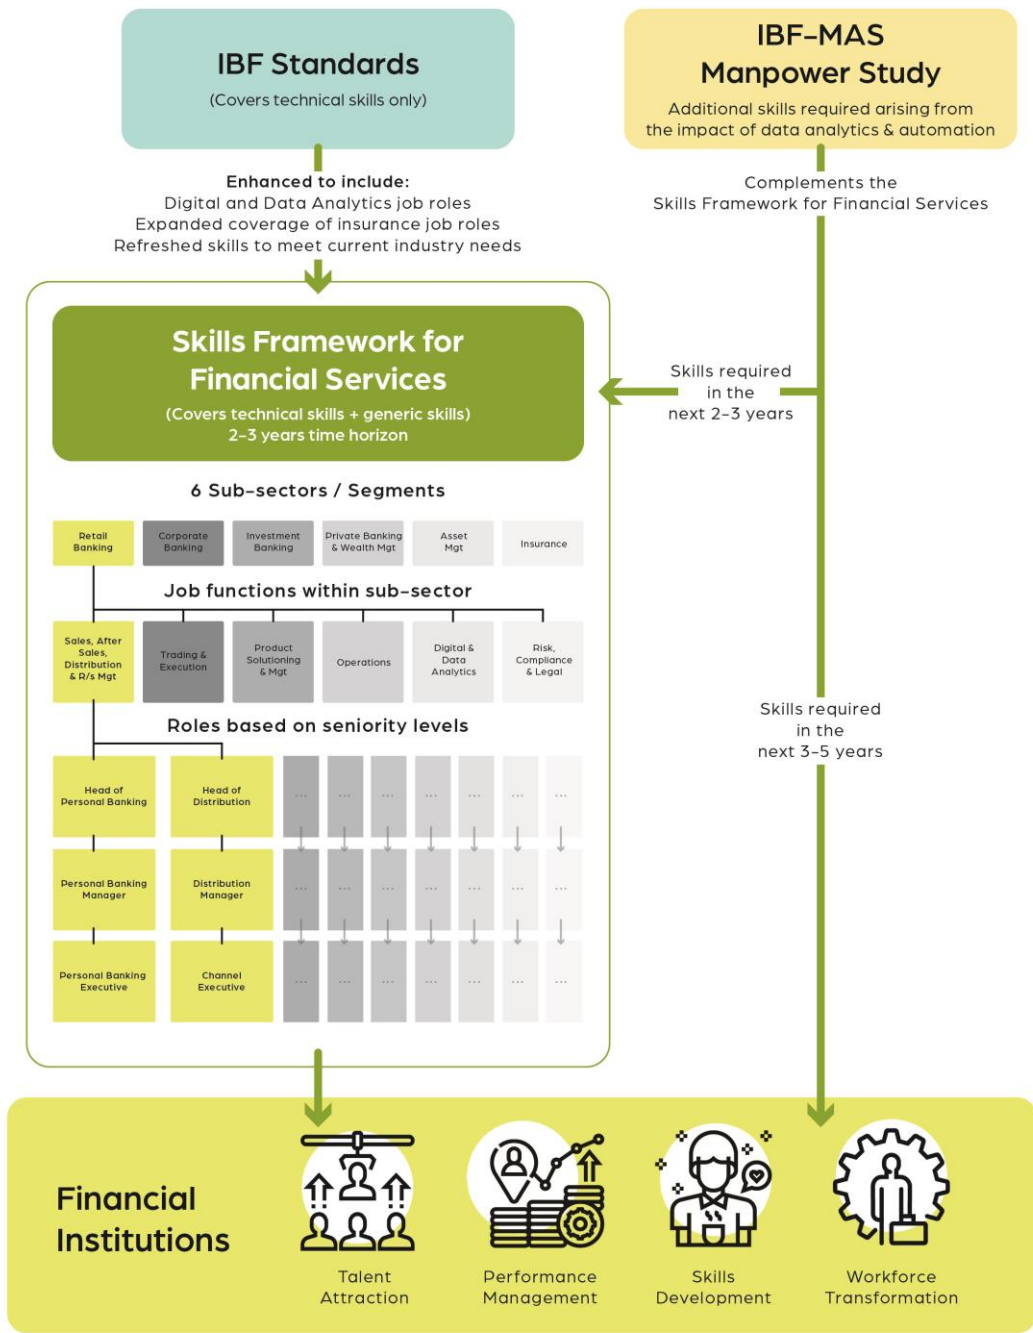 IBF Standards
(Covers technical skills only)
IBF-MAS
Manpower Study
Additional skills required arising from
the impact of data analytics & automation
Enhanced to include:
Digital and Data Analytics job roles
Expanded coverage of insurance job roles
Refreshed skills to meet current industry needs
Complements the
Skills Framework for Financial Services
Skills Framework for
Financial Services
(Covers technical skills + generic skills)
2-3 years time horizon
Skills required
in the
next 2-3 years
6 Sub-sectors / Segments
Retail
Banking
Corporate
Banking
Investment
Banking
Private Banking
& Wealth Mgt
Asset
Mgt
Insurance
Job functions within sub-sector
Sales, After
Sales,
Distribution
& R/s Mgt
Trading &
Execution
Product
Solutioning
& Mgt
Operations
Digital &
Data
Analytics
Risk,
Compliance
& Legal
Roles based on seniority levels
Skills required
in the
next 3-5 years
Head of
Personal Banking
Head of
Distribution
...
...
...
...
...
...
...
Personal Banking
Manager
Distribution
Manager
...
...
...
...
...
...
...
Personal Banking
Executive
Channel
Executive
...
...
...
...
...
...
...
Financial
Institutions
Talent
Attraction
Performance
Management
Skills
Development
Workforce
Transformation